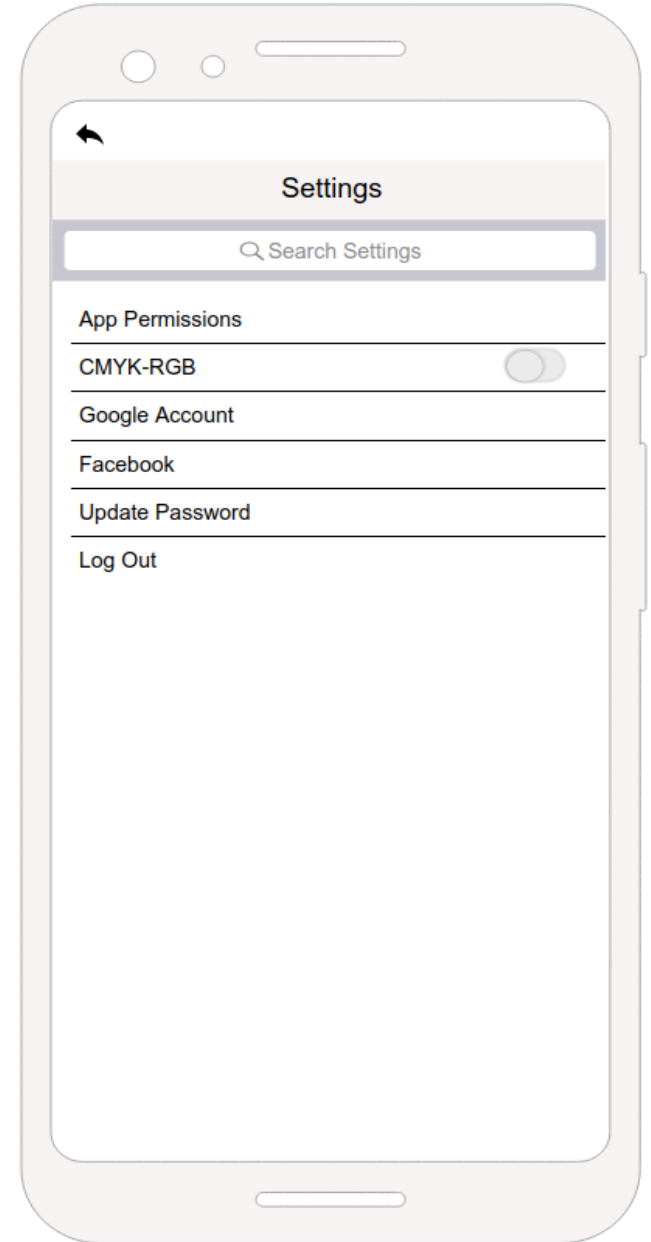 Settings
Search Settings
App Permissions
CMYK-RGB
Google Account
Facebook
Update Password
Log Out